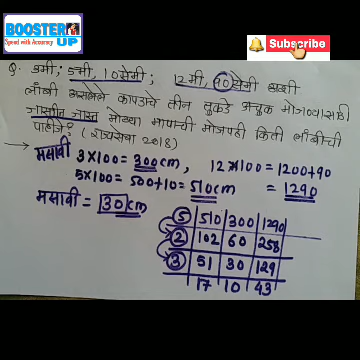 BOOSTER
UP
Speed with Accuracy
Subscribe
Q. 3मी; 5मी, 10सेमी; 12मी, 90सेमी अशी
लांबी असलेले कापडाचे तीन तुकडे अचूक मोजण्यासाठी
जास्तीत जास्त मोठ्या मापाची मोजपट्टी किती लांबीची
पाहीजे? (राज्यसेवा 2018)
→ मसावी 3×100 = 300cm, 12×100 = 1200+90
5×100 = 500+10 = 510cm = 1290
मसावी = 30cm
5 510 300 1290
2 102 60 258
3 51 30 129
17 10 43